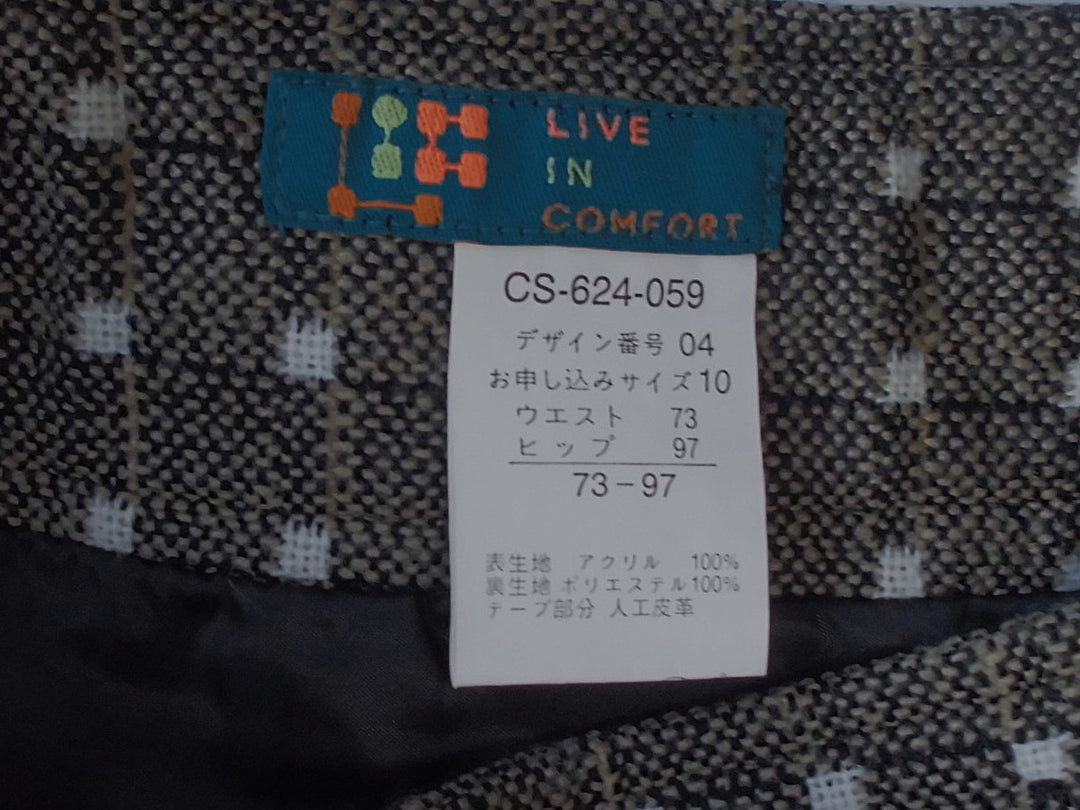 LIVE
IN
COMFORT
CS-624-059
デザイン番号 04
お申し込みサイズ10
ウエスト 73
ヒップ 97
73-97
表生地 アクリル 100%
裏生地 ポリエステル100%
テープ部分 人工皮革